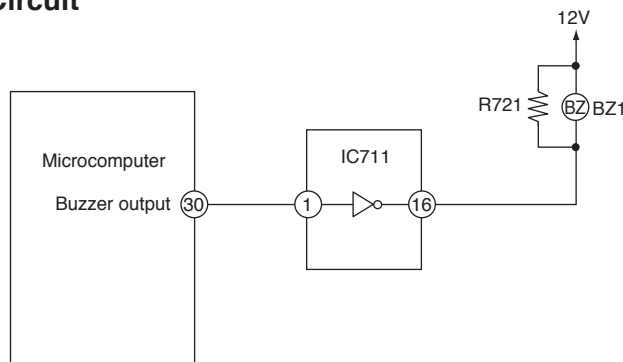 Circuit
12V
R721
BZ
BZ1
IC711
Microcomputer
Buzzer output
30
1
16